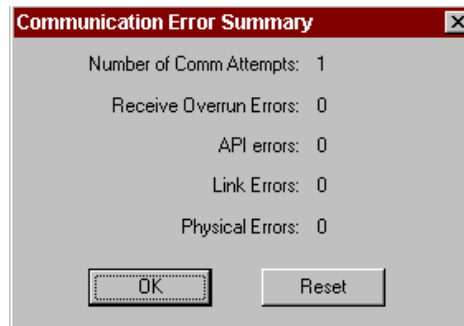 Communication Error Summary
Number of Comm Attempts: 1
Receive Overrun Errors: 0
API errors: 0
Link Errors: 0
Physical Errors: 0
OK Reset